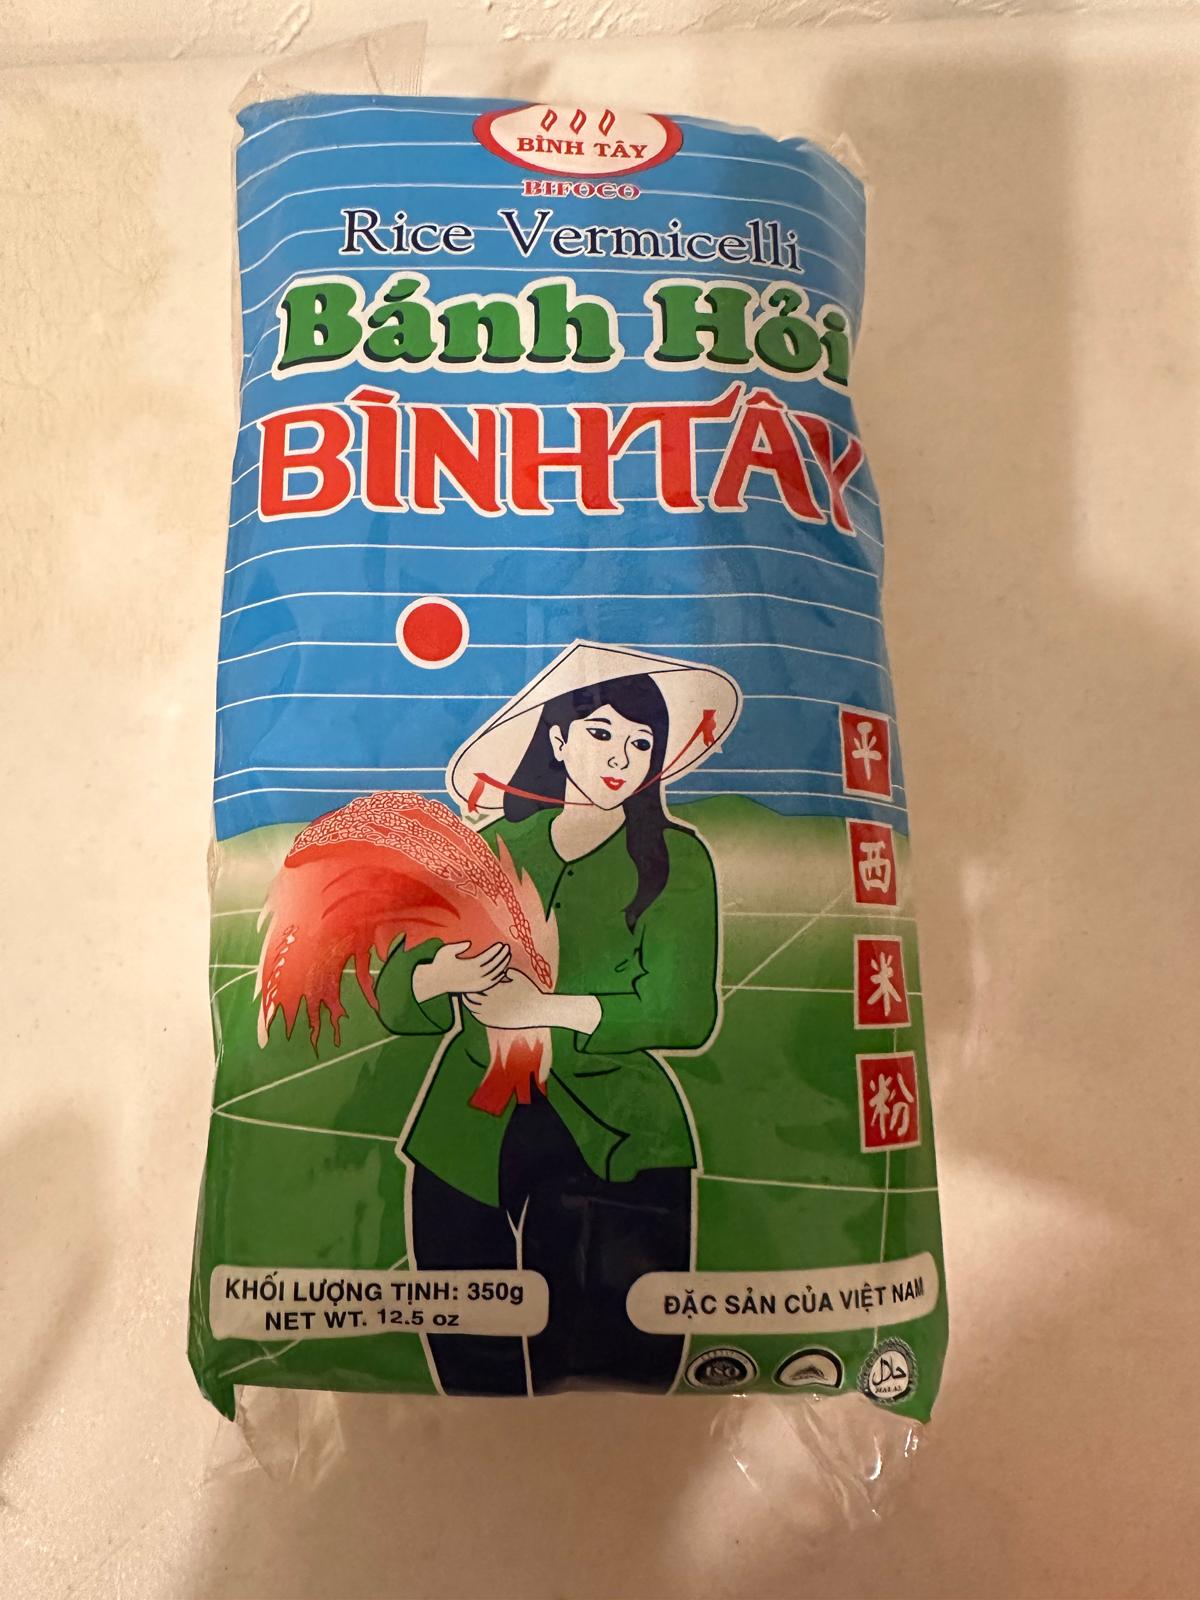 BÌNH TÂY
BIFOCO
Rice Vermicelli
Bánh Hỏi
BÌNH TÂY
平
西
米
粉
KHỐI LƯỢNG TỊNH: 350g
NET WT. 12.5 oz
ĐẶC SẢN CỦA VIỆT NAM
ISO
حلال
HALAL